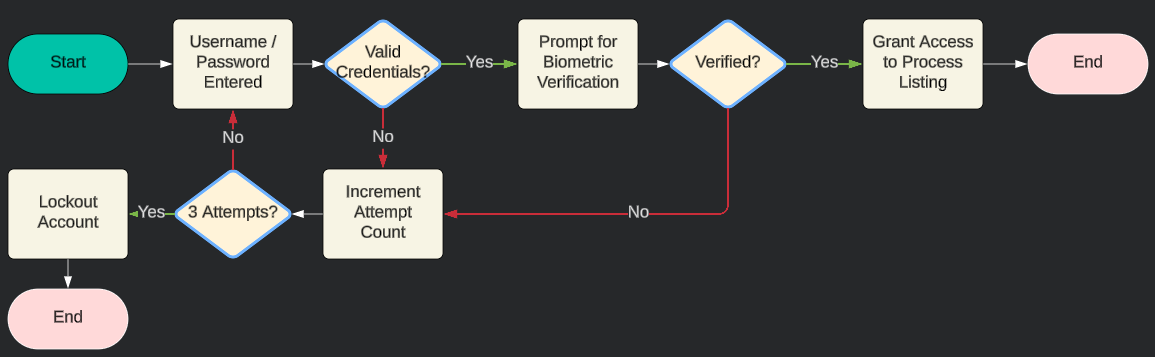 Start
Username /
Password
Entered
Valid
Credentials?
Yes
Prompt for
Biometric
Verification
Verified?
Yes
Grant Access
to Process
Listing
End
No
No
Lockout
Account
Yes
3 Attempts?
Increment
Attempt
Count
No
End